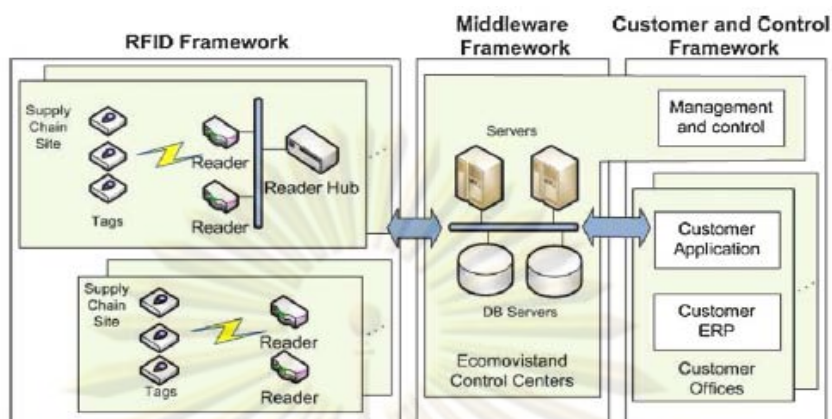 RFID Framework
Middleware
Framework
Customer and Control
Framework
Supply
Chain
Site
Tags
Reader
Reader
Reader Hub
Supply
Chain
Site
Tags
Reader
Reader
Servers
DB Servers
Ecomovistand
Control Centers
Management
and control
Customer
Application
Customer
ERP
Customer
Offices